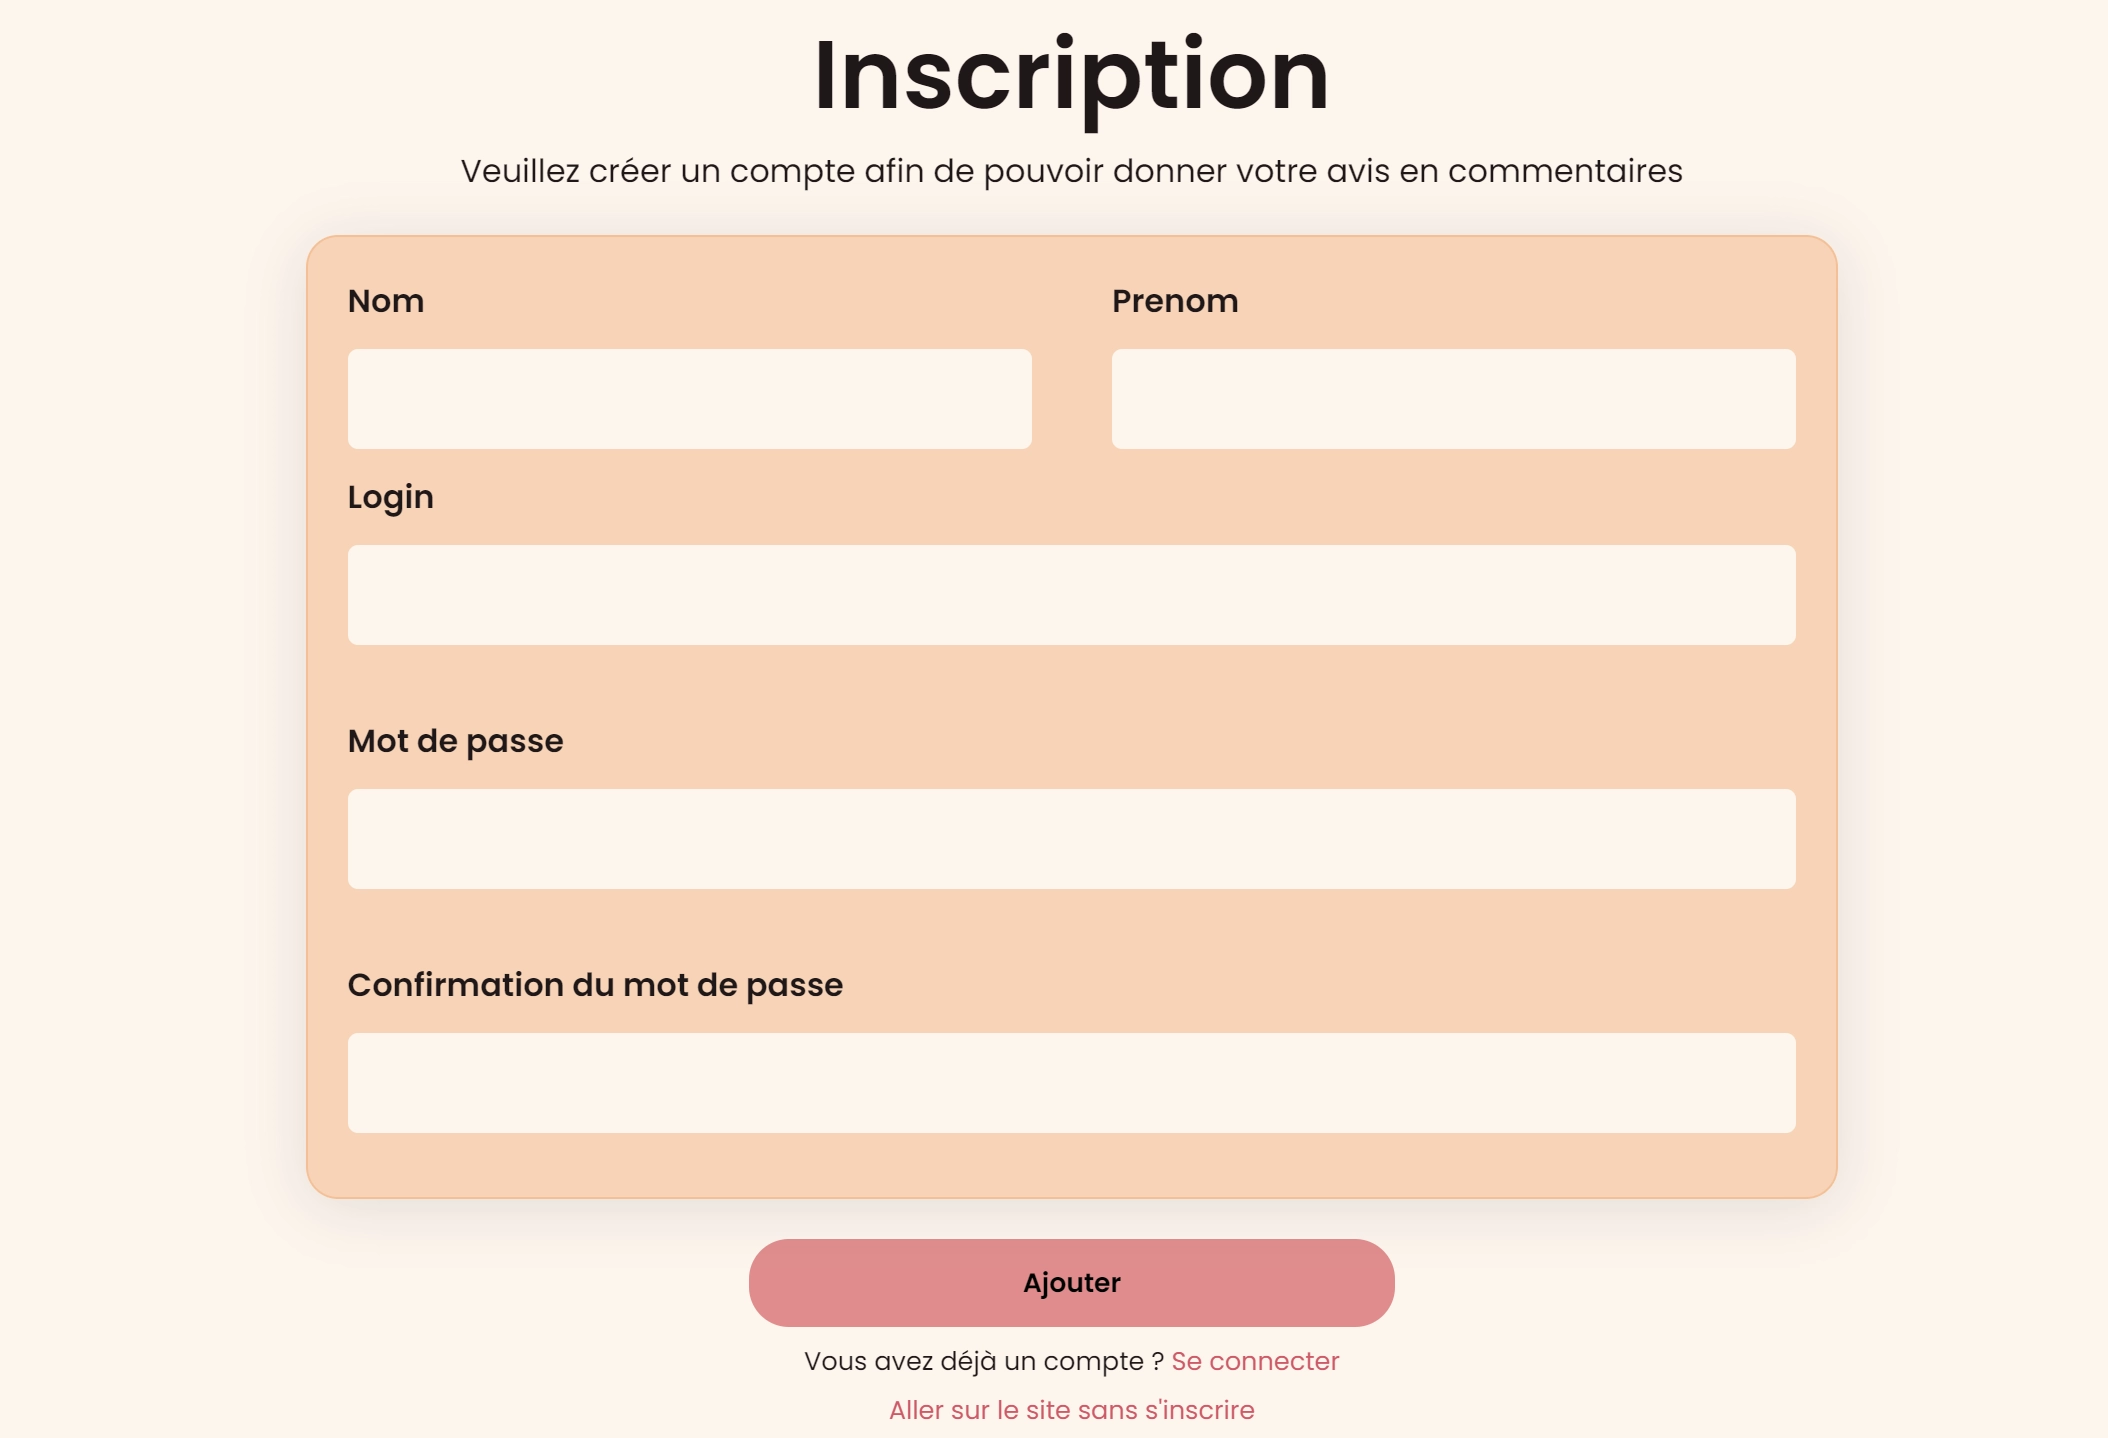 Inscription
Veuillez créer un compte afin de pouvoir donner votre avis en commentaires
Nom
Prenom
Login
Mot de passe
Confirmation du mot de passe
Ajouter
Vous avez déjà un compte ? Se connecter
Aller sur le site sans s'inscrire